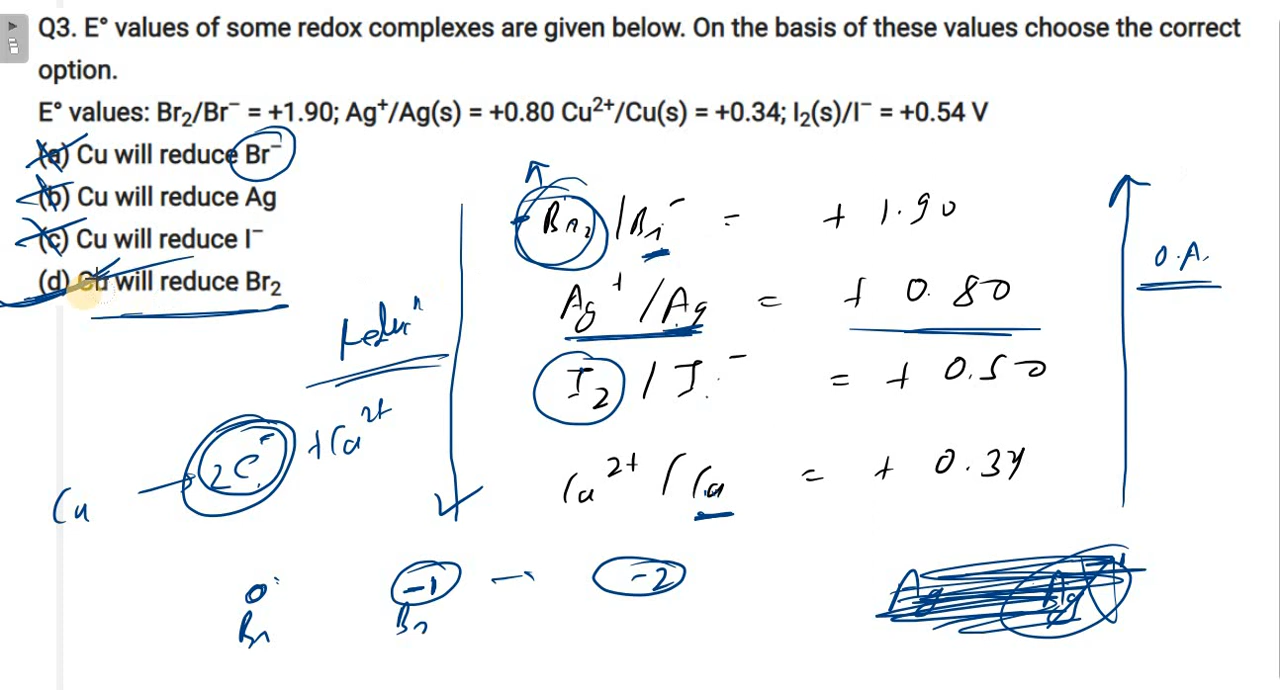 Q3. E° values of some redox complexes are given below. On the basis of these values choose the correct
option.
E° values: Br₂/Br⁻ = +1.90; Ag⁺/Ag(s) = +0.80 Cu²⁺/Cu(s) = +0.34; I₂(s)/I⁻ = +0.54 V
(a) Cu will reduce Br⁻
(b) Cu will reduce Ag
(c) Cu will reduce I⁻
(d) Cu will reduce Br₂
Br₂ / Br⁻ = + 1.90
O.A.
Ag⁺ / Ag = + 0.80
I₂ / I⁻ = + 0.50
Cu²⁺ / Cu = + 0.34
Cu → 2e⁻ + Cu²⁺
0 -1 → -2
Br Br